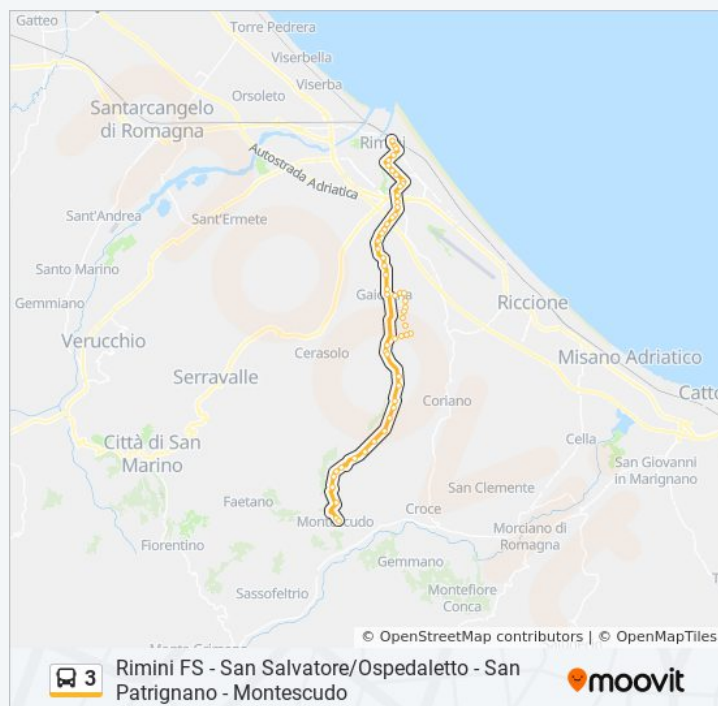 Gatteo
Torre Pedrera
Viserbella
Viserba
Orsoleto
Santarcangelo
di Romagna
Rimini
Autostrada Adriatica
Sant'Andrea
Sant'Ermete
Santo Marino
Gemmiano
Riccione
Verucchio
Cerasolo
Misano Adriatico
Serravalle
Catto
Coriano
Città di San
Marino
Cella
San Giovanni
in Marignano
San Clemente
Faetano
Croce
Montescudo
Morciano di
Romagna
Fiorentino
Gemmano
Sassofeltrio
Montefiore
Conca
© OpenStreetMap contributors | © OpenMapTiles
3
Rimini FS - San Salvatore/Ospedaletto - San
Patrignano - Montescudo
moovit